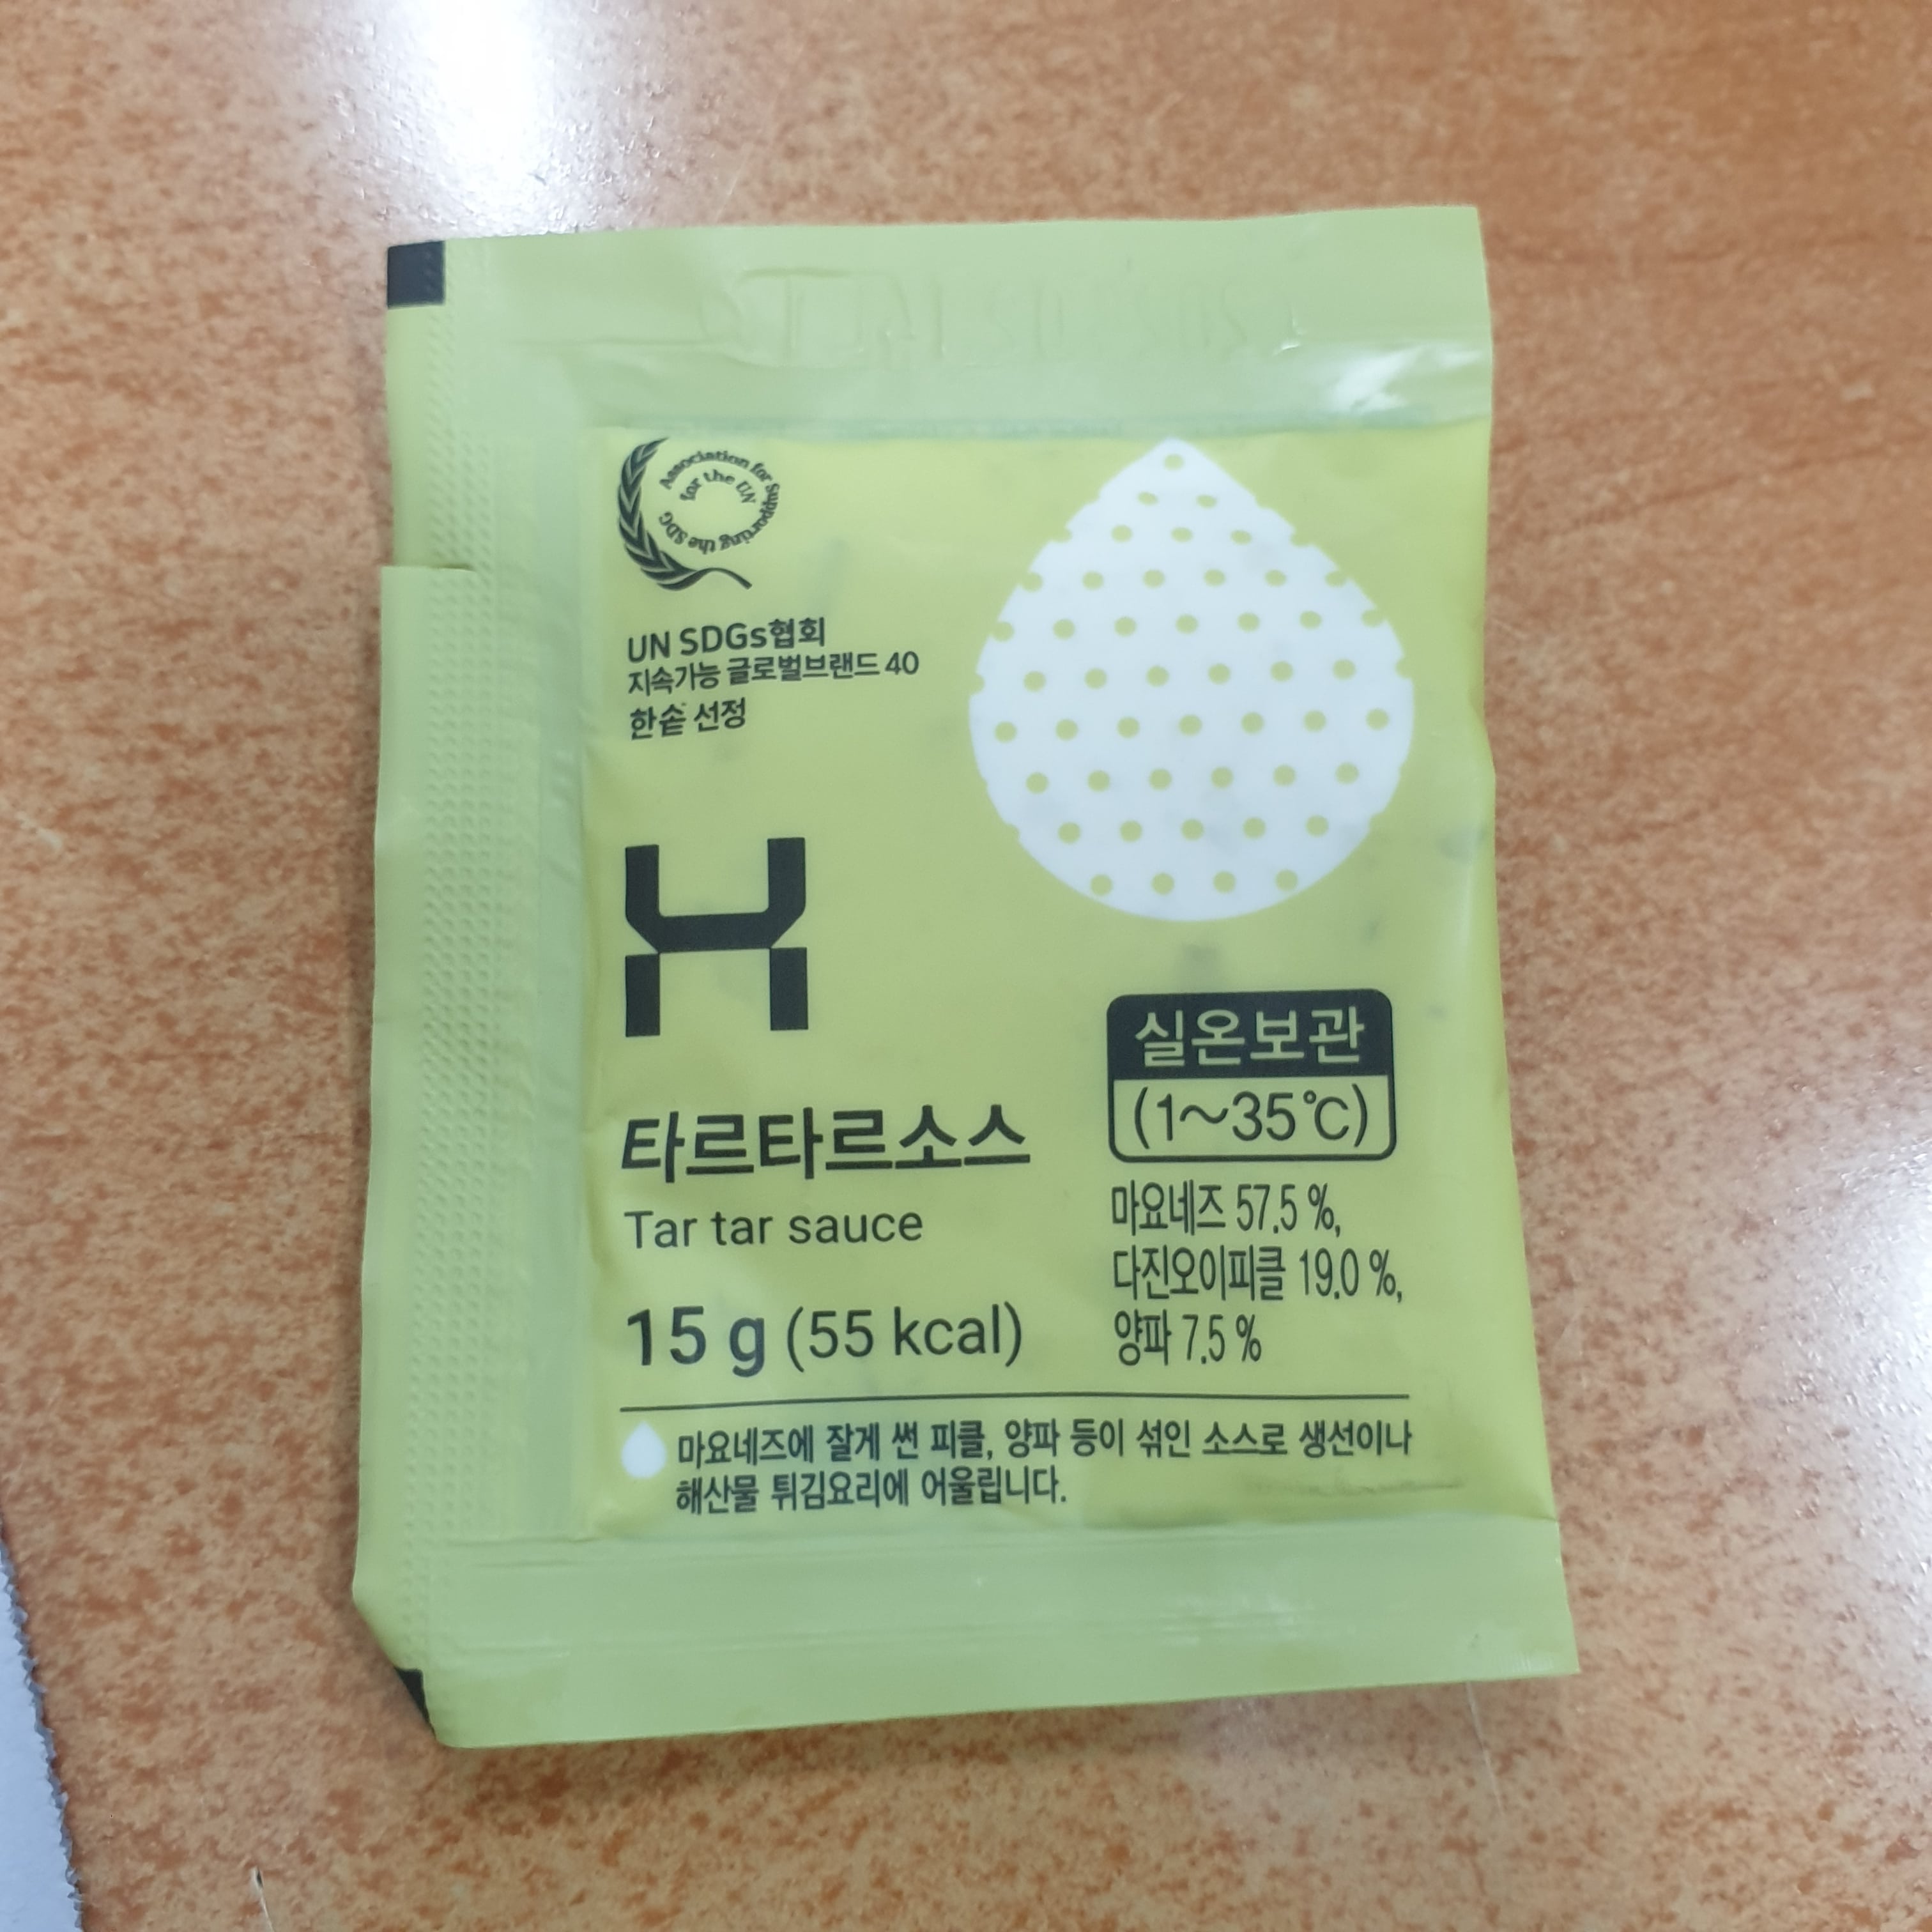 Association for Supporting the SDGs
for the UN
UN SDGs협회
지속가능 글로벌브랜드 40
한솥 선정
H
타르타르소스
Tar tar sauce
15 g (55 kcal)
실온보관
(1~35℃)
마요네즈 57.5 %,
다진오이피클 19.0 %,
양파 7.5 %
마요네즈에 잘게 썬 피클, 양파 등이 섞인 소스로 생선이나
해산물 튀김요리에 어울립니다.